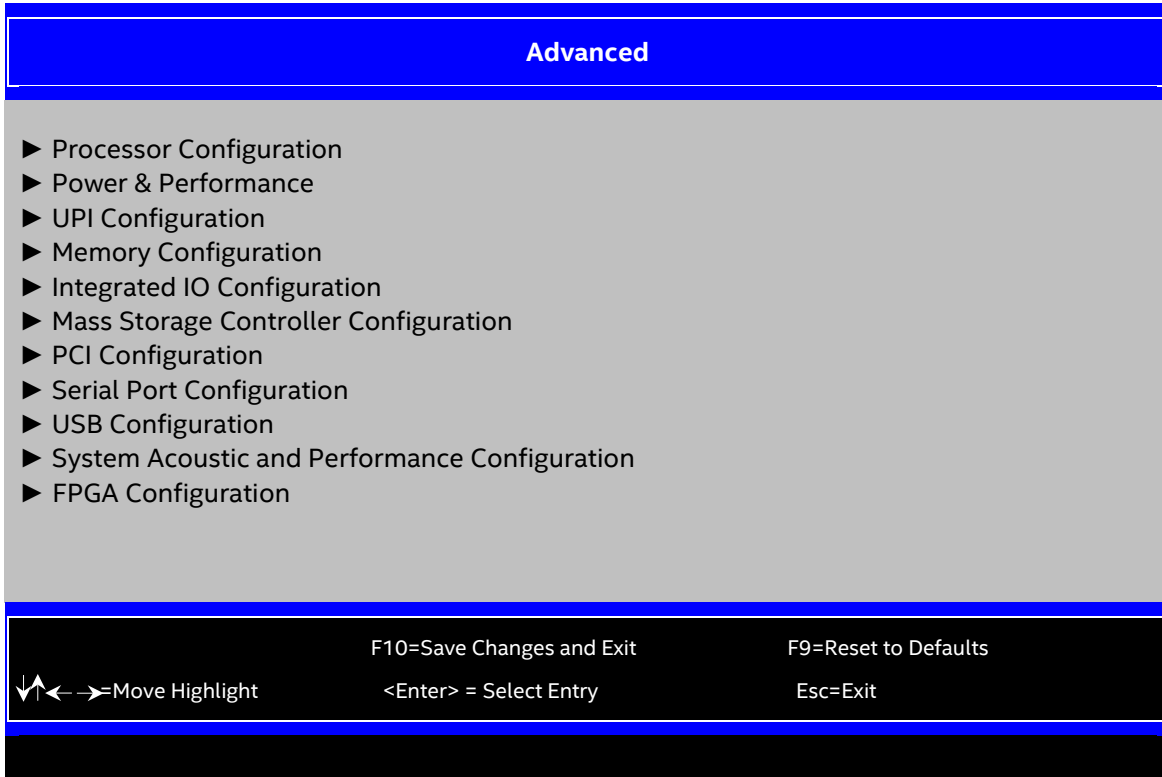 Advanced
► Processor Configuration
► Power & Performance
► UPI Configuration
► Memory Configuration
► Integrated IO Configuration
► Mass Storage Controller Configuration
► PCI Configuration
► Serial Port Configuration
► USB Configuration
► System Acoustic and Performance Configuration
► FPGA Configuration
F10=Save Changes and Exit F9=Reset to Defaults
↓↑←→=Move Highlight <Enter> = Select Entry Esc=Exit